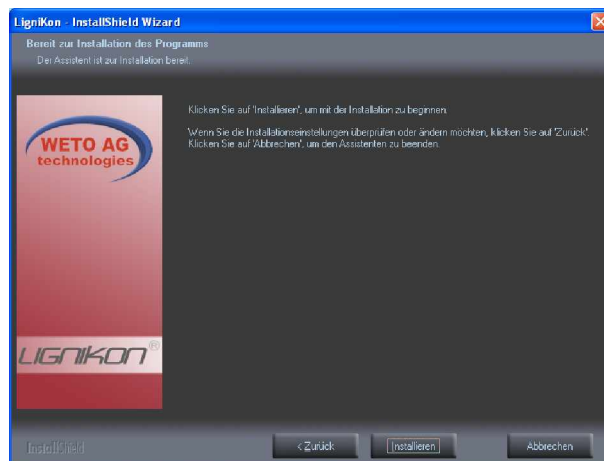 LigniKon - InstallShield Wizard
Bereit zur Installation des Programms
Der Assistent ist zur Installation bereit.
Klicken Sie auf 'Installieren', um mit der Installation zu beginnen.
Wenn Sie die Installationseinstellungen überprüfen oder ändern möchten, klicken Sie auf 'Zurück'.
Klicken Sie auf 'Abbrechen', um den Assistenten zu beenden.
WETO AG
technologies
LIGNIKON®
InstallShield
< Zurück
Installieren
Abbrechen